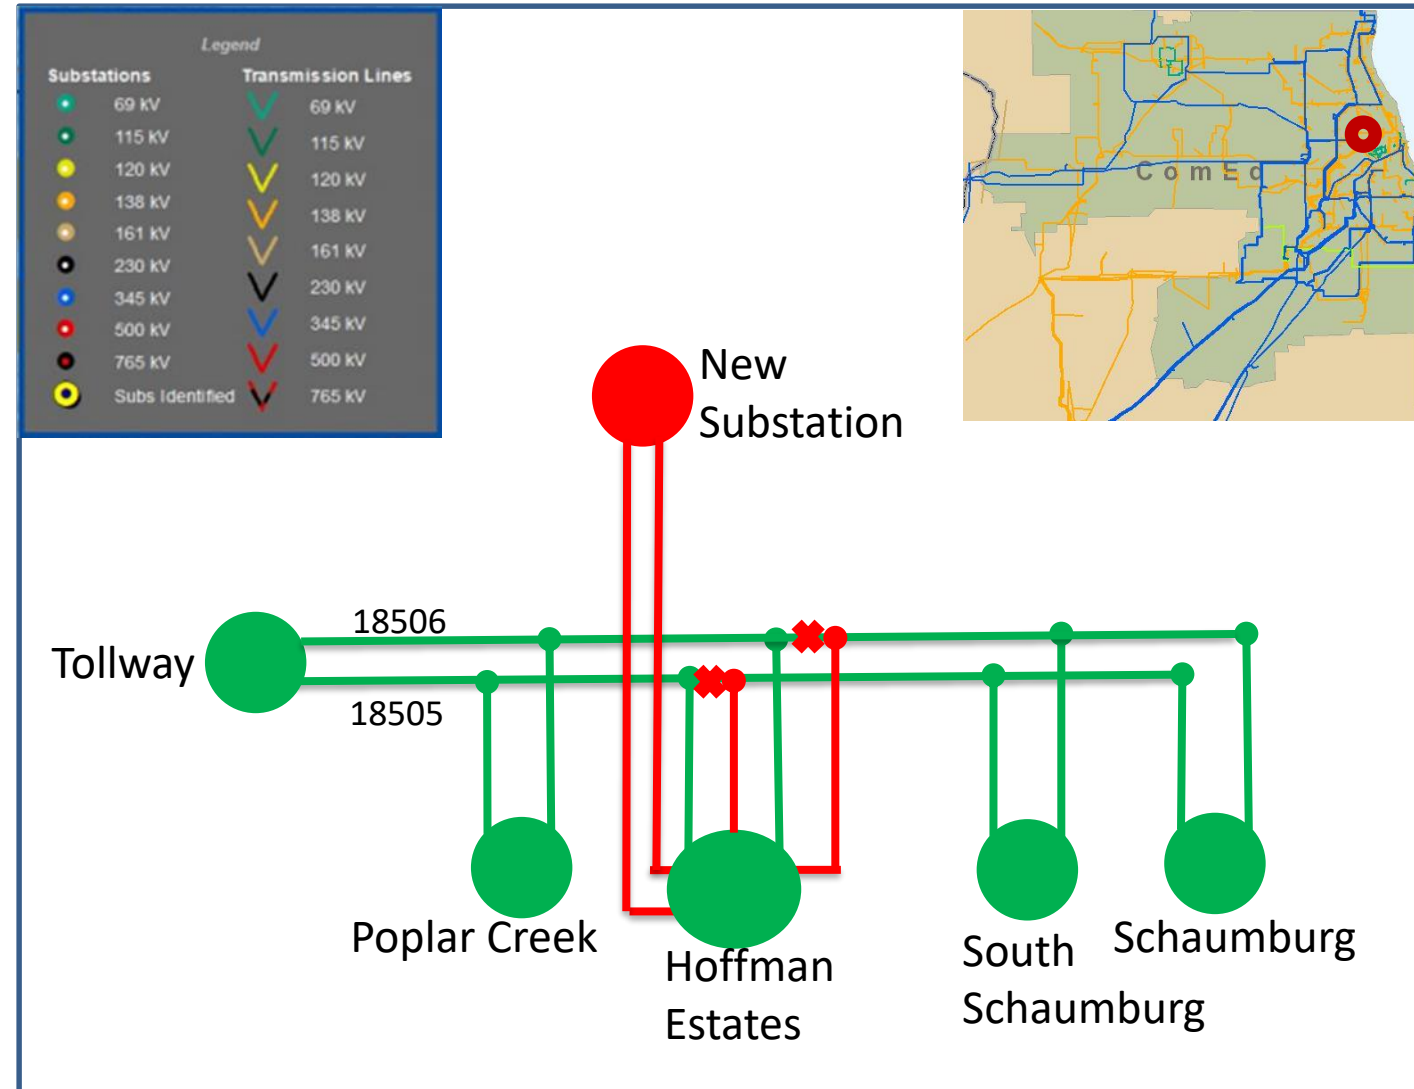 Legend
Substations Transmission Lines
69 kV 69 kV
115 kV 115 kV
120 kV 120 kV
138 kV 138 kV
161 kV 161 kV
230 kV 230 kV
345 kV 345 kV
500 kV 500 kV
765 kV 765 kV
Subs Identified
ComEd
New
Substation
18506
Tollway
18505
Poplar Creek
Hoffman
Estates
South
Schaumburg
Schaumburg